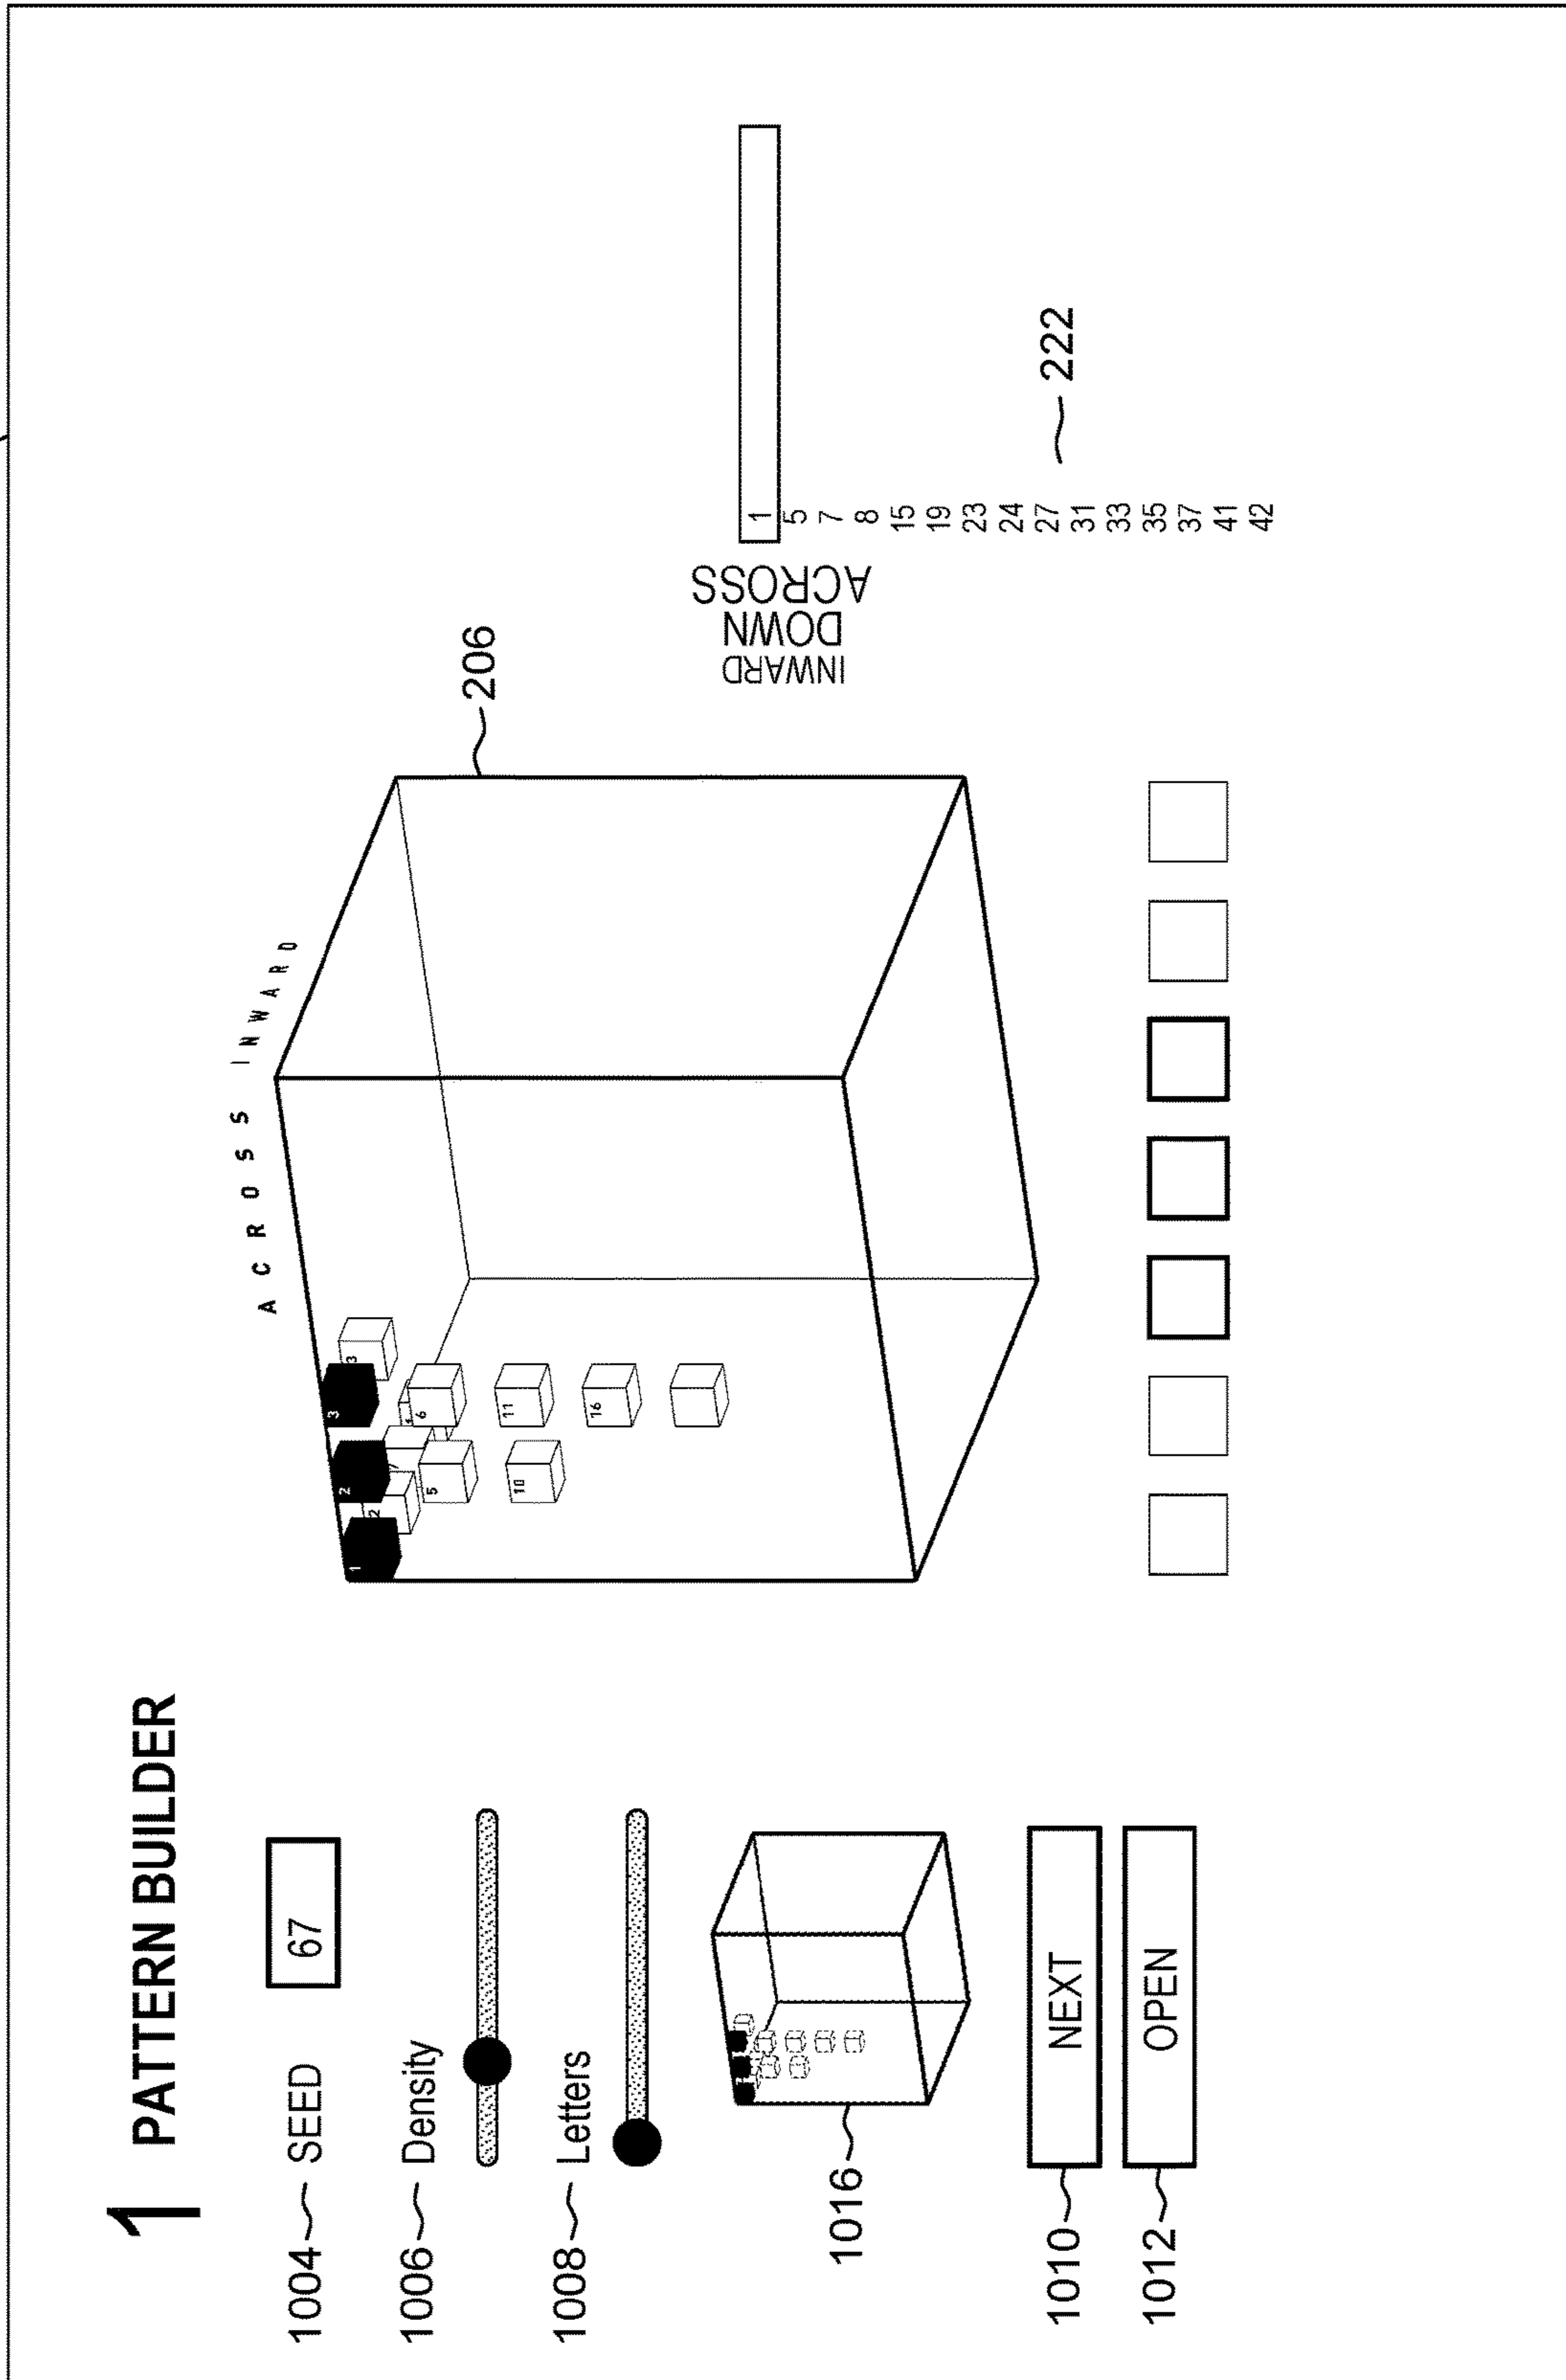 1 PATTERN BUILDER
1004 SEED 67
1006 Density
1008 Letters
1016
1010 NEXT
1012 OPEN
ACROSS INWARD
1
2
3
2
3
7
5
6
10
11
16
206
INWARD
DOWN
ACROSS
1
5
7
8
15
19
23
24
27
31
33
35
37
41
42
222